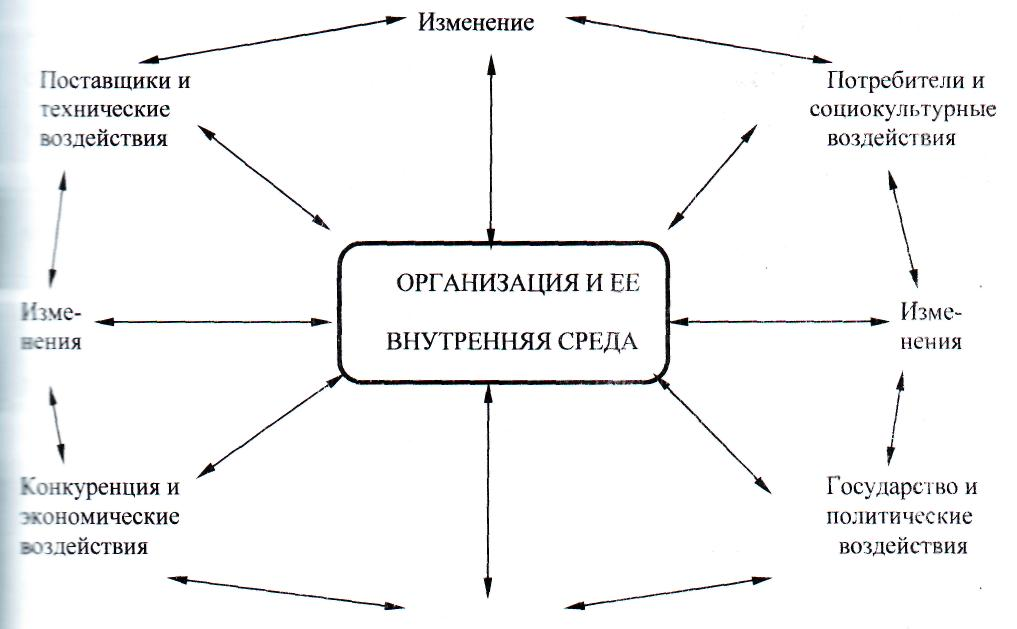 Изменение
Поставщики и
технические
воздействия
Потребители и
социокультурные
воздействия
ОРГАНИЗАЦИЯ И ЕЕ
ВНУТРЕННЯЯ СРЕДА
Изме-
нения
Изме-
нения
Конкуренция и
экономические
воздействия
Государство и
политические
воздействия